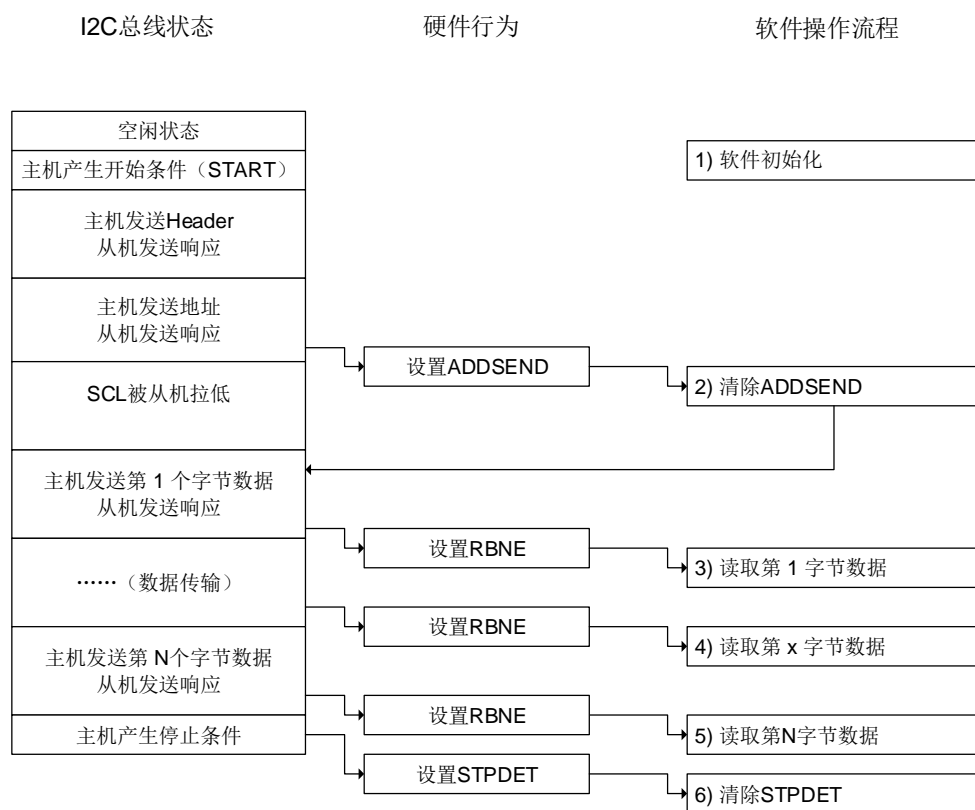 I2C总线状态
硬件行为
软件操作流程
空闲状态
主机产生开始条件（START）
1) 软件初始化
主机发送Header
从机发送响应
主机发送地址
从机发送响应
设置ADDSEND
2) 清除ADDSEND
SCL被从机拉低
主机发送第 1 个字节数据
从机发送响应
设置RBNE
3) 读取第 1 字节数据
……（数据传输）
设置RBNE
4) 读取第 x 字节数据
主机发送第 N个字节数据
从机发送响应
设置RBNE
5) 读取第N字节数据
主机产生停止条件
设置STPDET
6) 清除STPDET